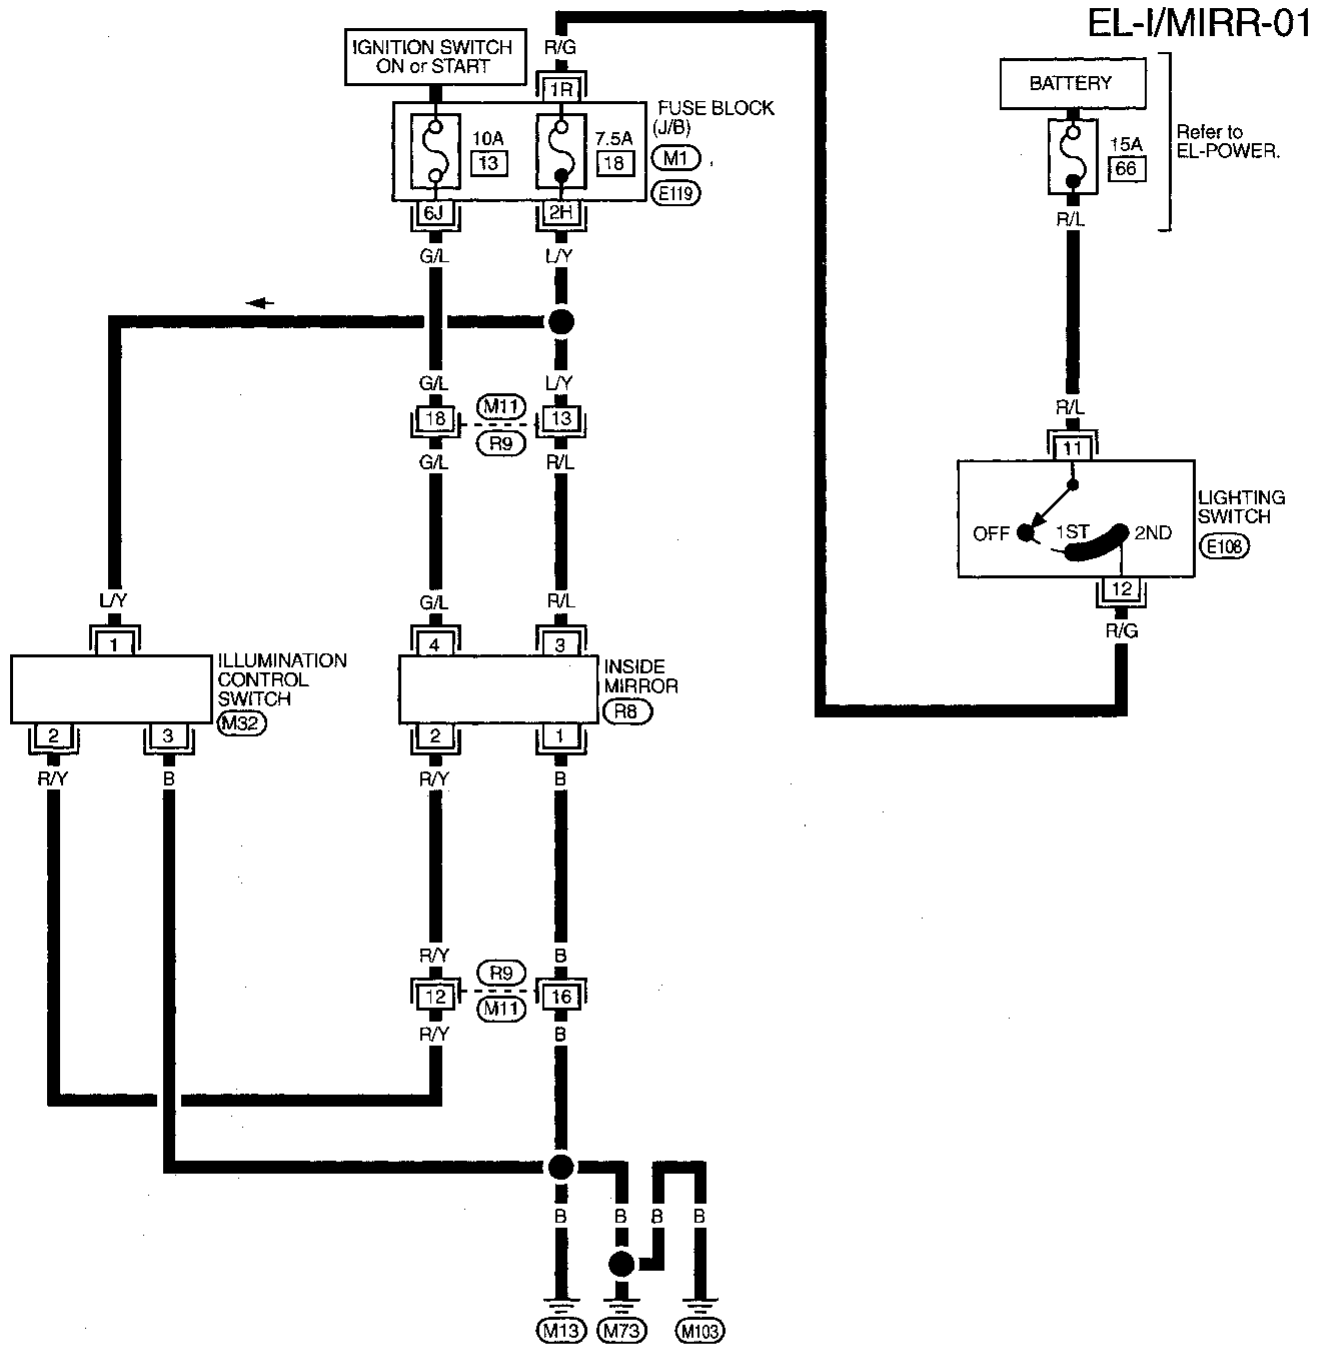 EL-I/MIRR-01
IGNITION SWITCH
ON or START
R/G
1R
BATTERY
FUSE BLOCK
(J/B)
M1
E119
10A
13
7.5A
18
15A
66
Refer to
EL-POWER.
6J
2H
R/L
G/L
L/Y
G/L
L/Y
R/L
18
M11
13
R9
11
G/L
R/L
LIGHTING
SWITCH
E108
OFF
1ST
2ND
12
R/G
L/Y
G/L
R/L
1
4
3
ILLUMINATION
CONTROL
SWITCH
M32
INSIDE
MIRROR
R8
2
3
2
1
R/Y
B
R/Y
B
R/Y
B
12
R9
M11
16
R/Y
B
B
B
B
B
M13
M73
M103